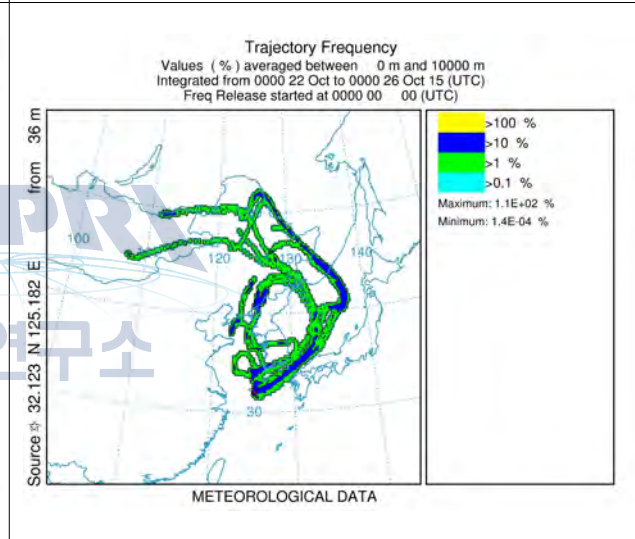 Trajectory Frequency
Values ( % ) averaged between 0 m and 10000 m
Integrated from 0000 22 Oct to 0000 26 Oct 15 (UTC)
Freq Release started at 0000 00 00 (UTC)
Source ☆ 32.123 N 125.182 E from 36 m
>100 %
>10 %
>1 %
>0.1 %
Maximum: 1.1E+02 %
Minimum: 1.4E-04 %
100
120
130
140
30
PRI
연구소
METEOROLOGICAL DATA